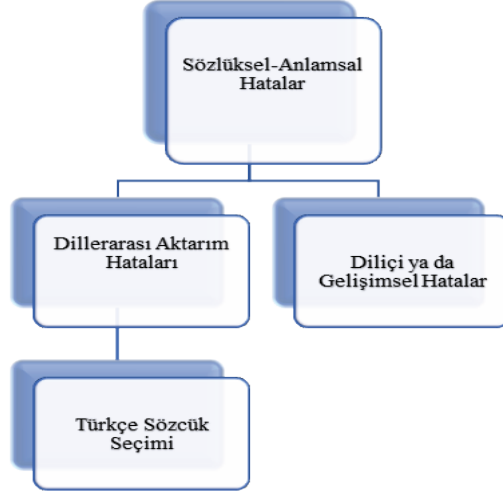 Sözlüksel-Anlamsal
Hatalar
Dillerarası Aktarım
Hataları
Diliçi ya da
Gelişimsel Hatalar
Türkçe Sözcük
Seçimi